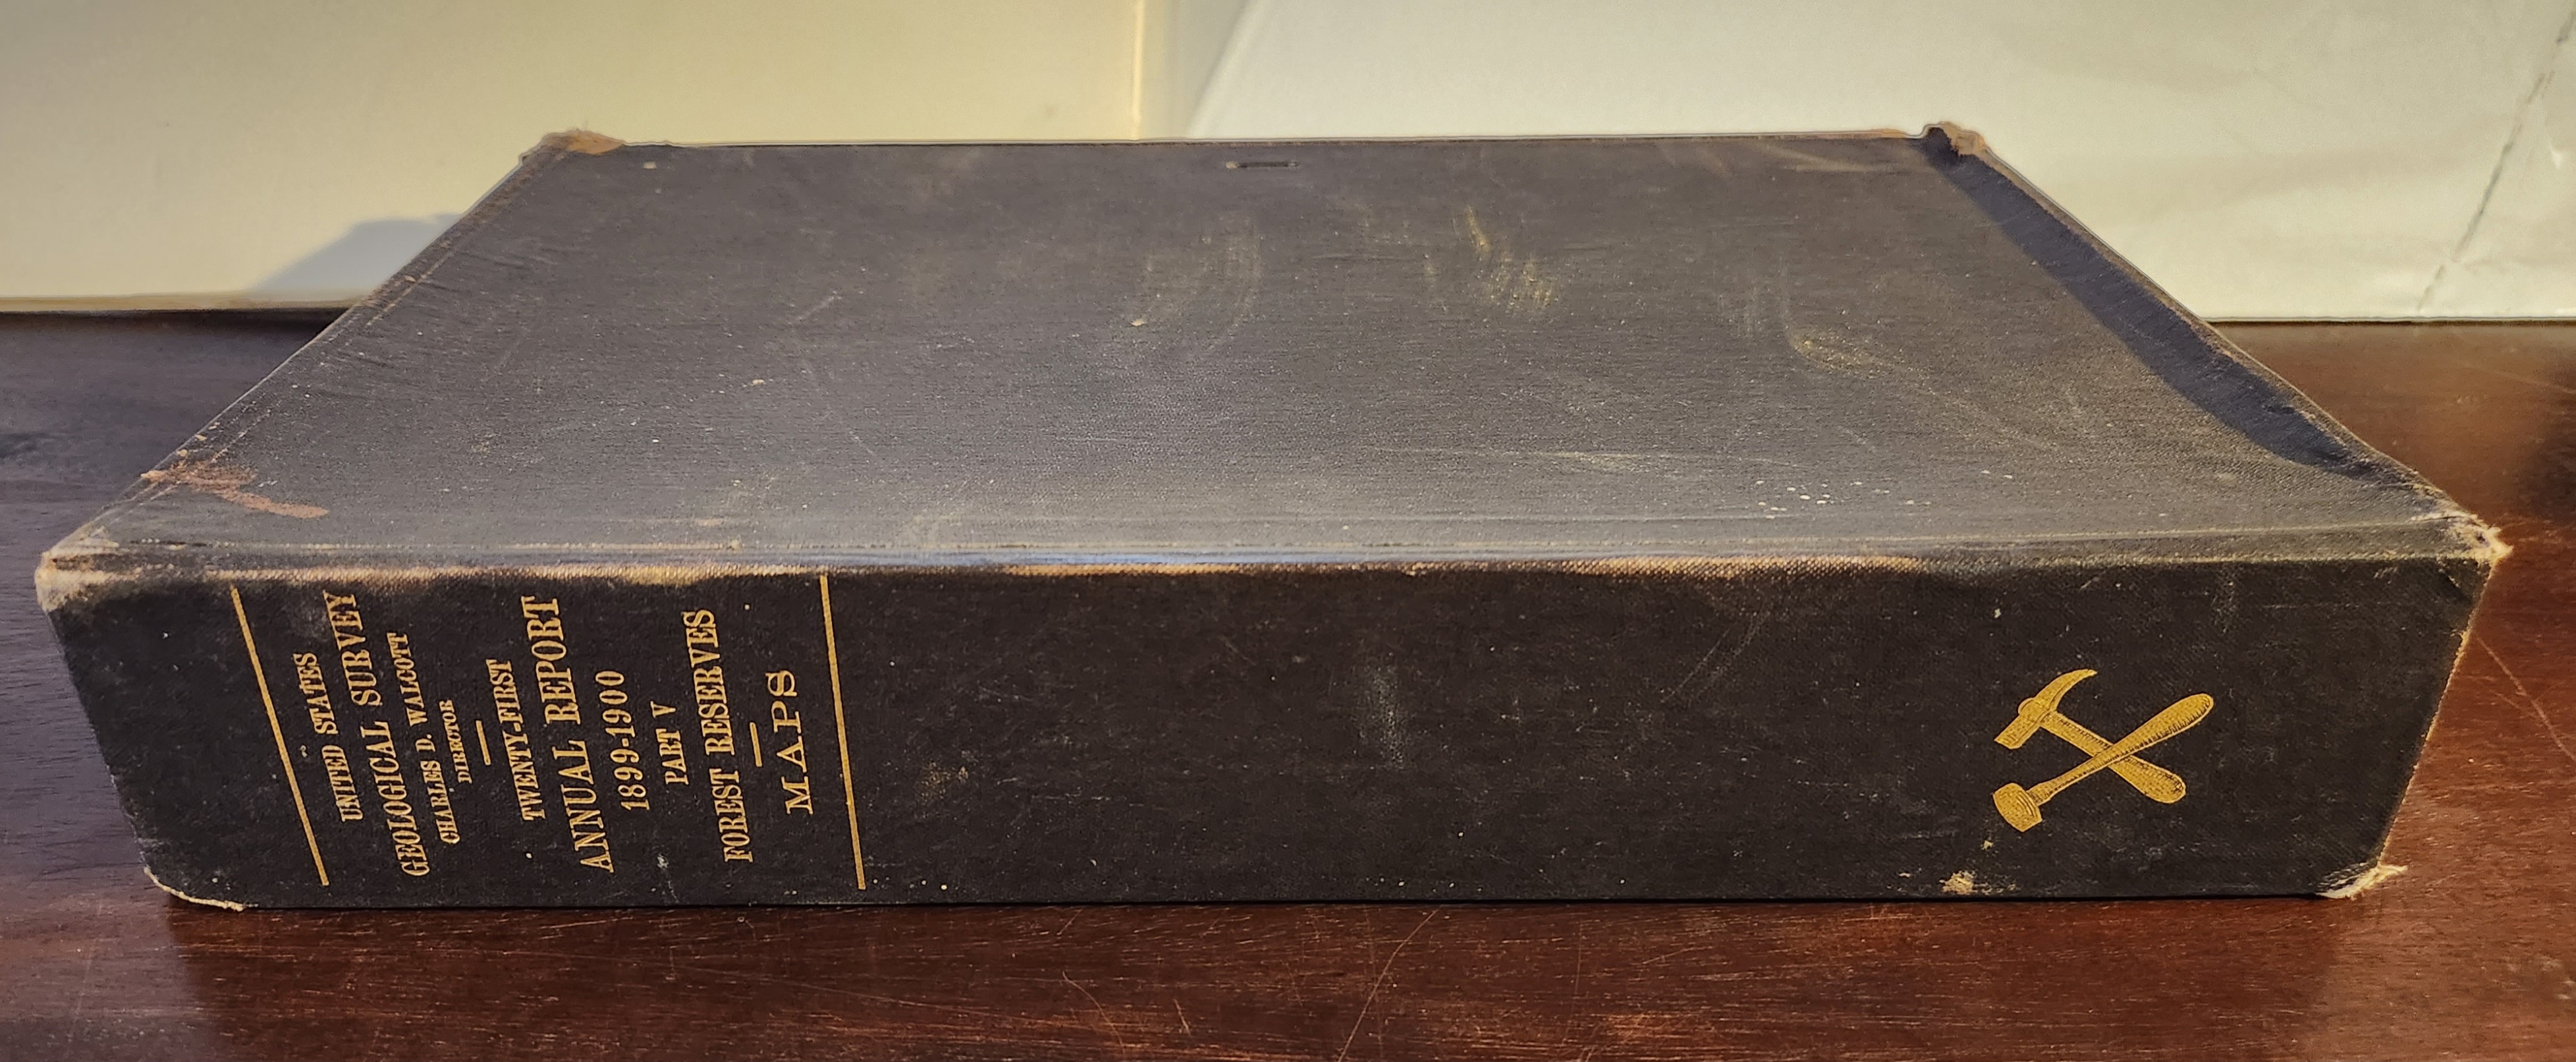 UNITED STATES
GEOLOGICAL SURVEY
CHARLES D. WALCOTT
DIRECTOR
TWENTY-FIRST
ANNUAL REPORT
1899-1900
PART V
FOREST RESERVES
MAPS